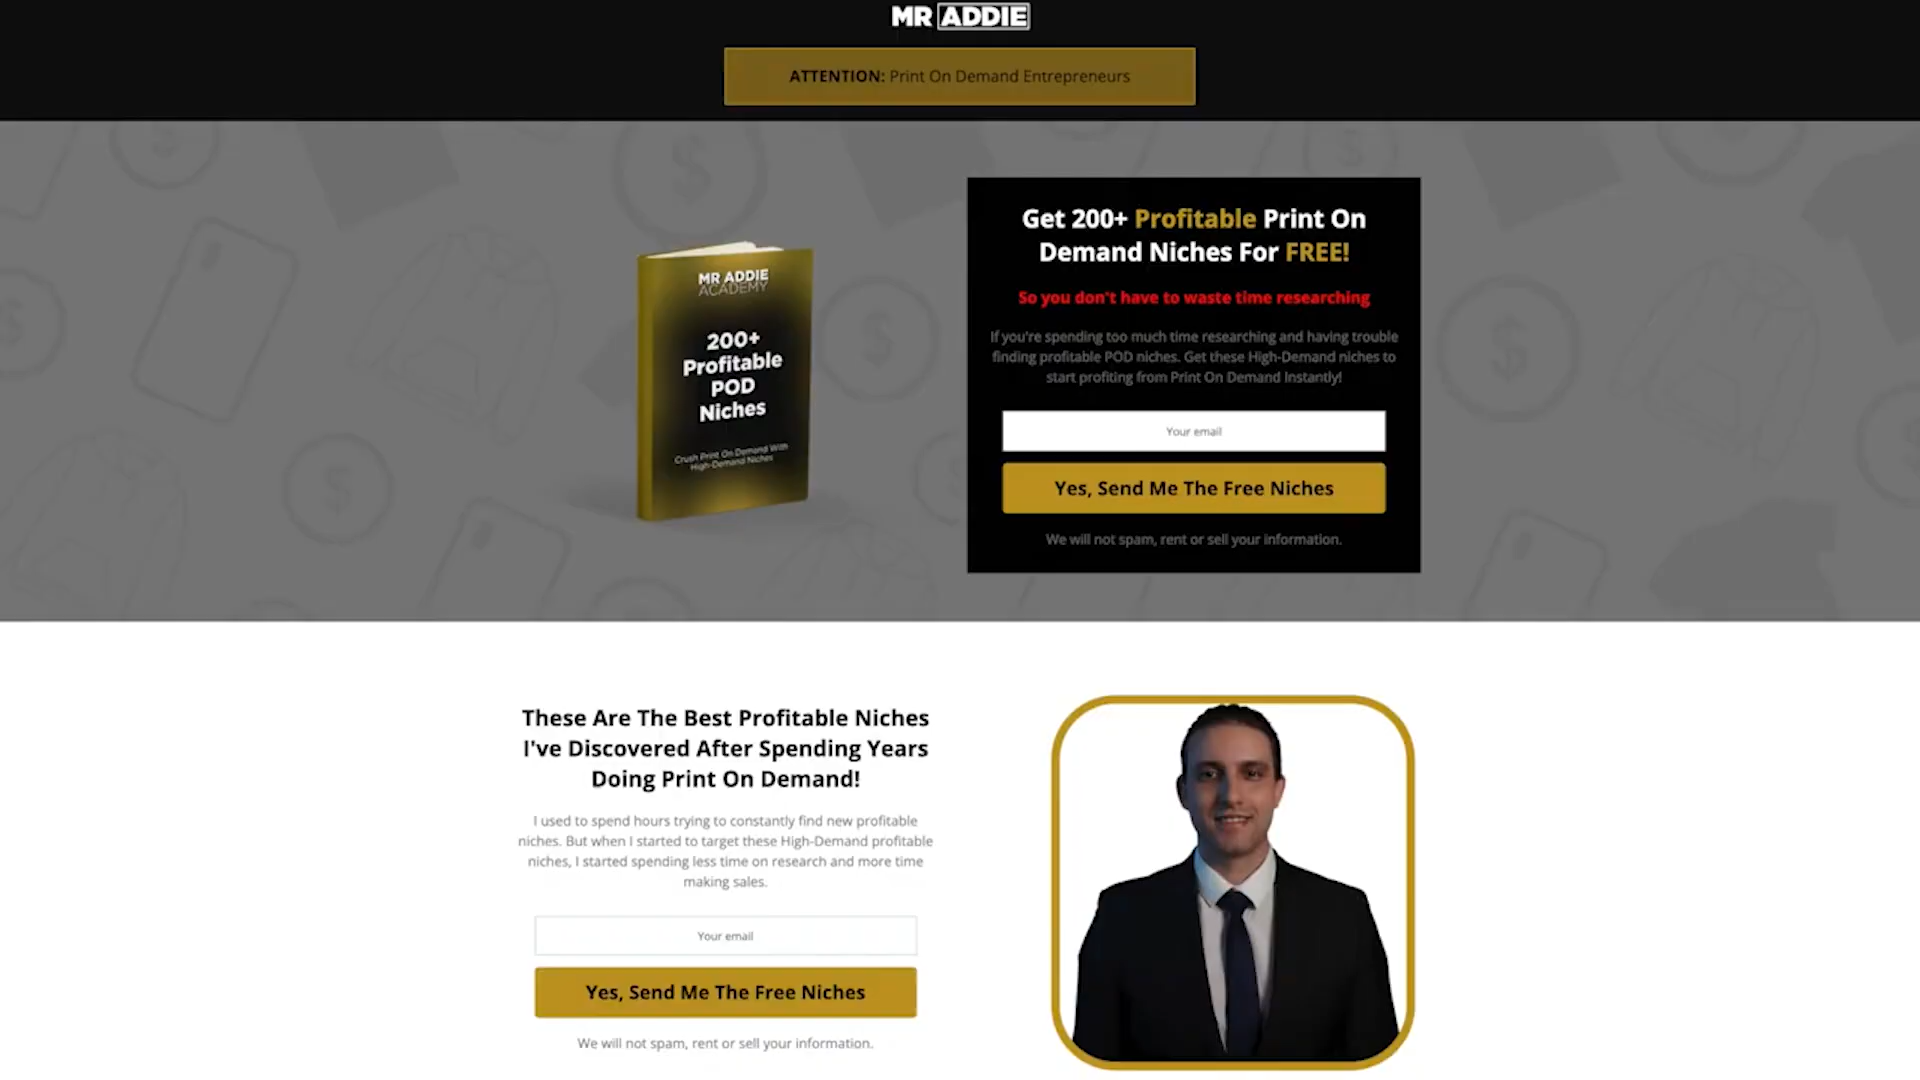 MR ADDIE
ATTENTION: Print On Demand Entrepreneurs
MR ADDIE
ACADEMY
200+
Profitable
POD
Niches
Crush Print On Demand With
High-Demand Niches
Get 200+ Profitable Print On
Demand Niches For FREE!
So you don't have to waste time researching
If you're spending too much time researching and having trouble
finding profitable POD niches. Get these High-Demand niches to
start profiting from Print On Demand Instantly!
Your email
Yes, Send Me The Free Niches
We will not spam, rent or sell your information.
These Are The Best Profitable Niches
I've Discovered After Spending Years
Doing Print On Demand!
I used to spend hours trying to constantly find new profitable
niches. But when I started to target these High-Demand profitable
niches, I started spending less time on research and more time
making sales.
Your email
Yes, Send Me The Free Niches
We will not spam, rent or sell your information.